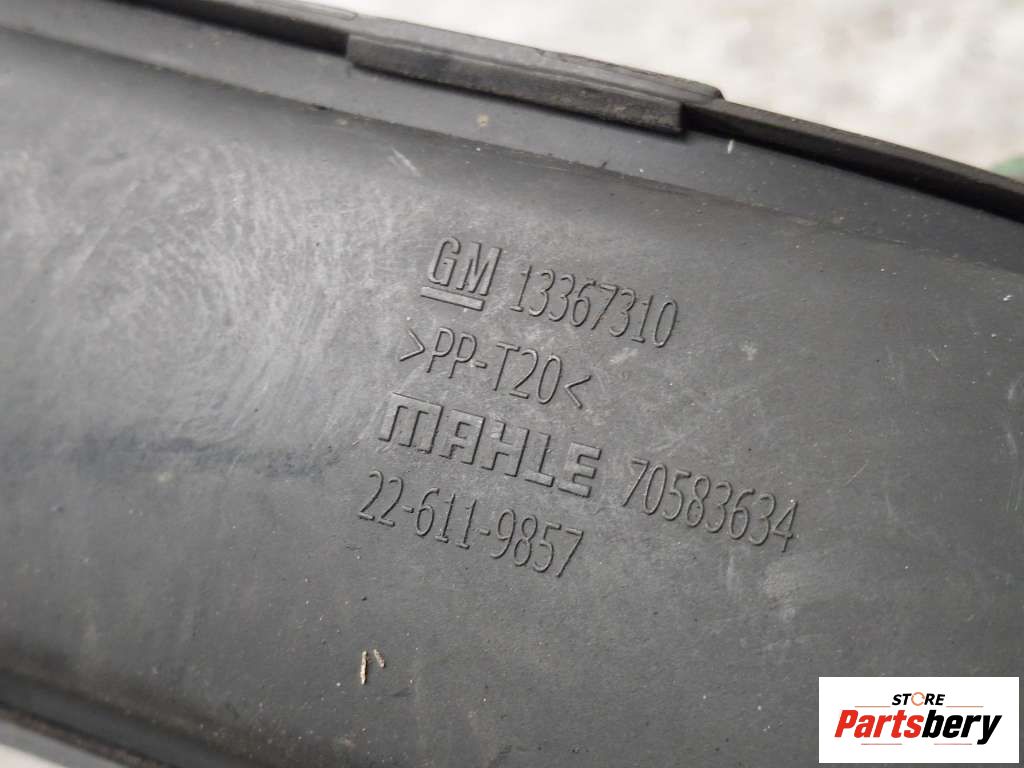 GM 13367310
>PP-T20<
MAHLE 70583634
22-611-9857
STORE
Partsbery